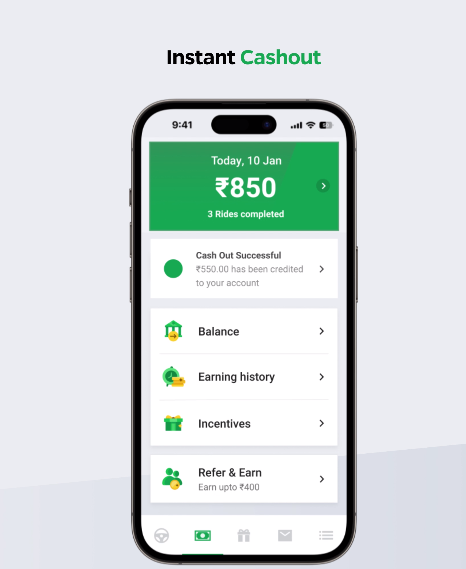 Instant Cashout
9:41
Today, 10 Jan
₹850
3 Rides completed
Cash Out Successful
₹550.00 has been credited
to your account
Balance
Earning history
Incentives
Refer & Earn
Earn upto ₹400